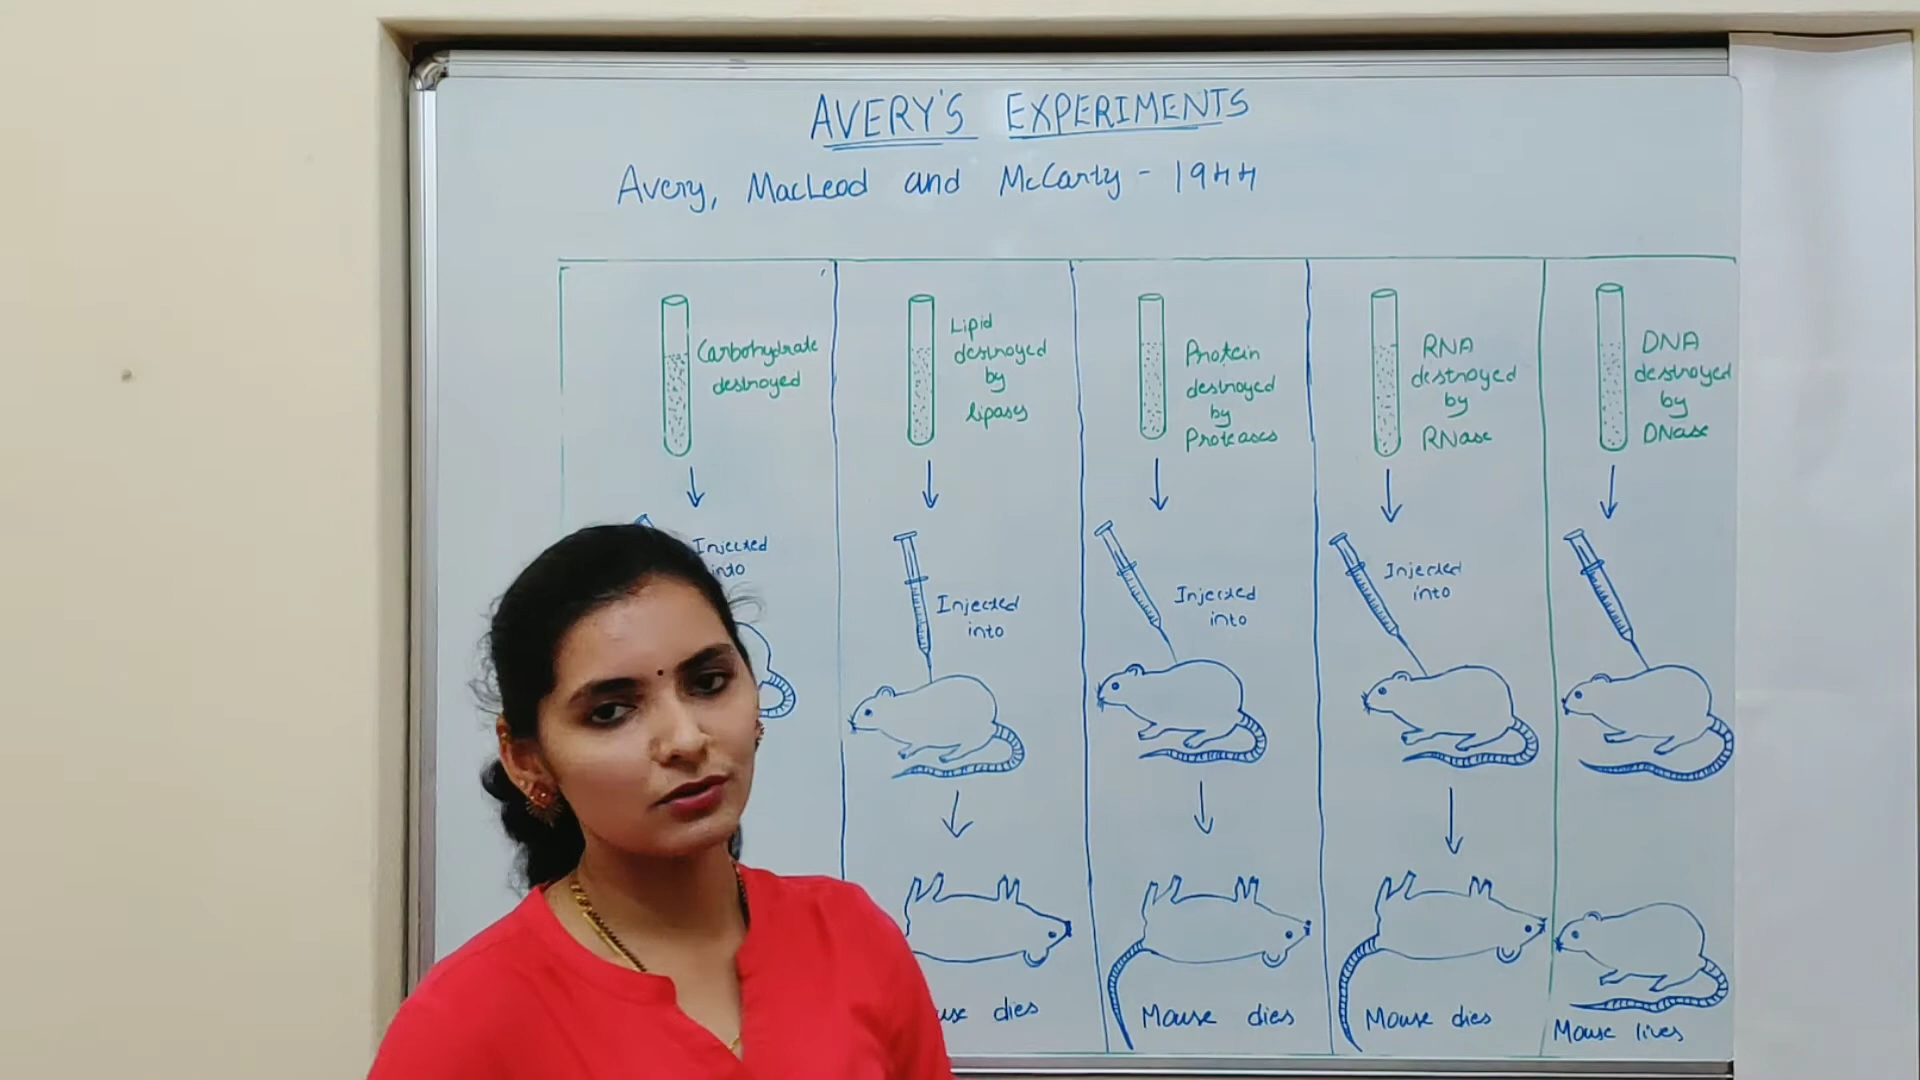 AVERY'S EXPERIMENTS
Avery, MacLeod and McCarty - 1944
Carbohydrate
destroyed
Injected
into
Lipid
destroyed
by
lipases
Injected
into
dies
Protein
destroyed
by
Proteases
Injected
into
Mouse dies
RNA
destroyed
by
RNase
Injected
into
Mouse dies
DNA
destroyed
by
DNase
Mouse lives